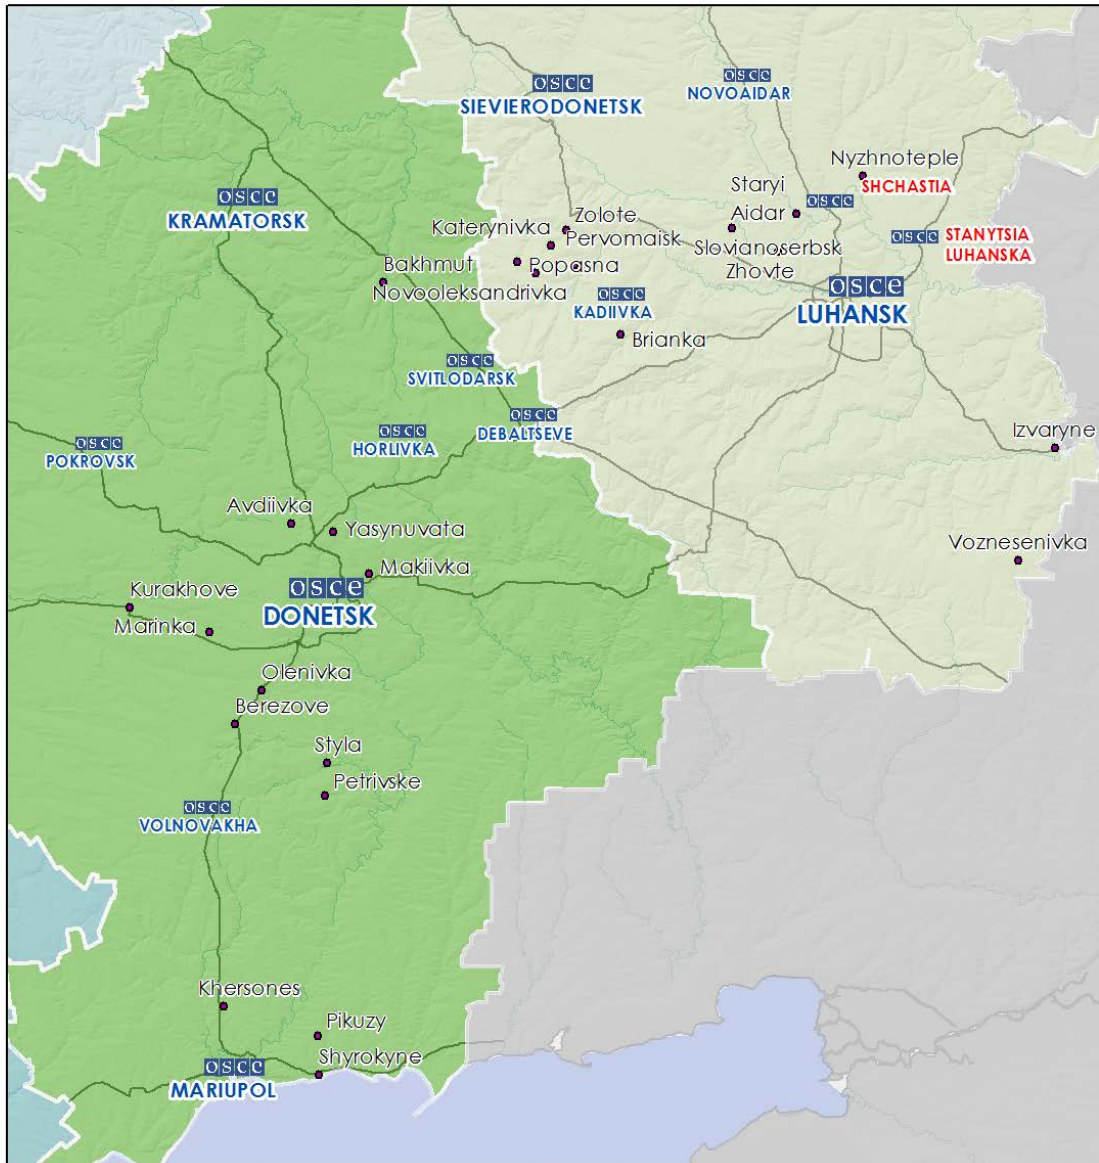 osce
NOVOAIDAR
osce
SIEVIERODONETSK
Nyzhnoteple
SHCHASTIA
osce
Staryi
Aidar
osce
KRAMATORSK
Zolote
Katerynivka
Pervomaisk
osce
STANYTSIA
LUHANSKA
Slovianoserbsk
Zhovte
Bakhmut
Popasna
Novooleksandrivka
osce
KADIIVKA
osce
LUHANSK
Brianka
osce
SVITLODARSK
osce
DEBALTSEVE
osce
HORLIVKA
osce
POKROVSK
Izvaryne
Avdiivka
Yasynuvata
Voznesenivka
Makiivka
osce
DONETSK
Kurakhove
Marinka
Olenivka
Berezove
Styla
Petrivske
osce
VOLNOVAKHA
Khersones
Pikuzy
Shyrokyne
osce
MARIUPOL